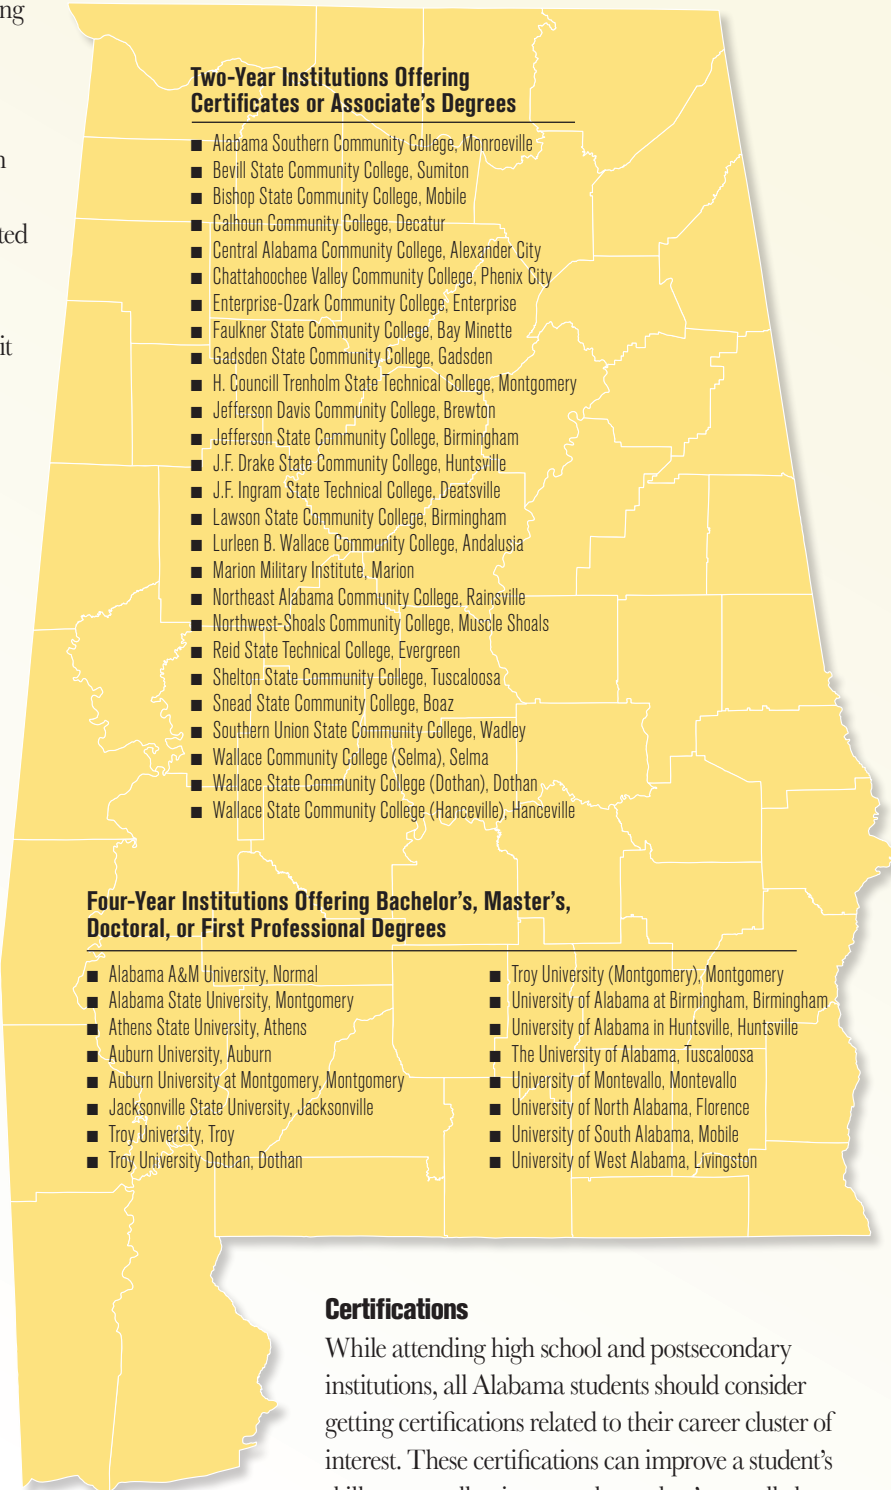 ng
n
ted
it
Two-Year Institutions Offering
Certificates or Associate's Degrees
■ Alabama Southern Community College, Monroeville
■ Bevill State Community College, Sumiton
■ Bishop State Community College, Mobile
■ Calhoun Community College, Decatur
■ Central Alabama Community College, Alexander City
■ Chattahoochee Valley Community College, Phenix City
■ Enterprise-Ozark Community College, Enterprise
■ Faulkner State Community College, Bay Minette
■ Gadsden State Community College, Gadsden
■ H. Councill Trenholm State Technical College, Montgomery
■ Jefferson Davis Community College, Brewton
■ Jefferson State Community College, Birmingham
■ J.F. Drake State Community College, Huntsville
■ J.F. Ingram State Technical College, Deatsville
■ Lawson State Community College, Birmingham
■ Lurleen B. Wallace Community College, Andalusia
■ Marion Military Institute, Marion
■ Northeast Alabama Community College, Rainsville
■ Northwest-Shoals Community College, Muscle Shoals
■ Reid State Technical College, Evergreen
■ Shelton State Community College, Tuscaloosa
■ Snead State Community College, Boaz
■ Southern Union State Community College, Wadley
■ Wallace Community College (Selma), Selma
■ Wallace State Community College (Dothan), Dothan
■ Wallace State Community College (Hanceville), Hanceville
Four-Year Institutions Offering Bachelor's, Master's,
Doctoral, or First Professional Degrees
■ Alabama A&M University, Normal
■ Alabama State University, Montgomery
■ Athens State University, Athens
■ Auburn University, Auburn
■ Auburn University at Montgomery, Montgomery
■ Jacksonville State University, Jacksonville
■ Troy University, Troy
■ Troy University Dothan, Dothan
■ Troy University (Montgomery), Montgomery
■ University of Alabama at Birmingham, Birmingham
■ University of Alabama in Huntsville, Huntsville
■ The University of Alabama, Tuscaloosa
■ University of Montevallo, Montevallo
■ University of North Alabama, Florence
■ University of South Alabama, Mobile
■ University of West Alabama, Livingston
Certifications
While attending high school and postsecondary
institutions, all Alabama students should consider
getting certifications related to their career cluster of
interest. These certifications can improve a student's